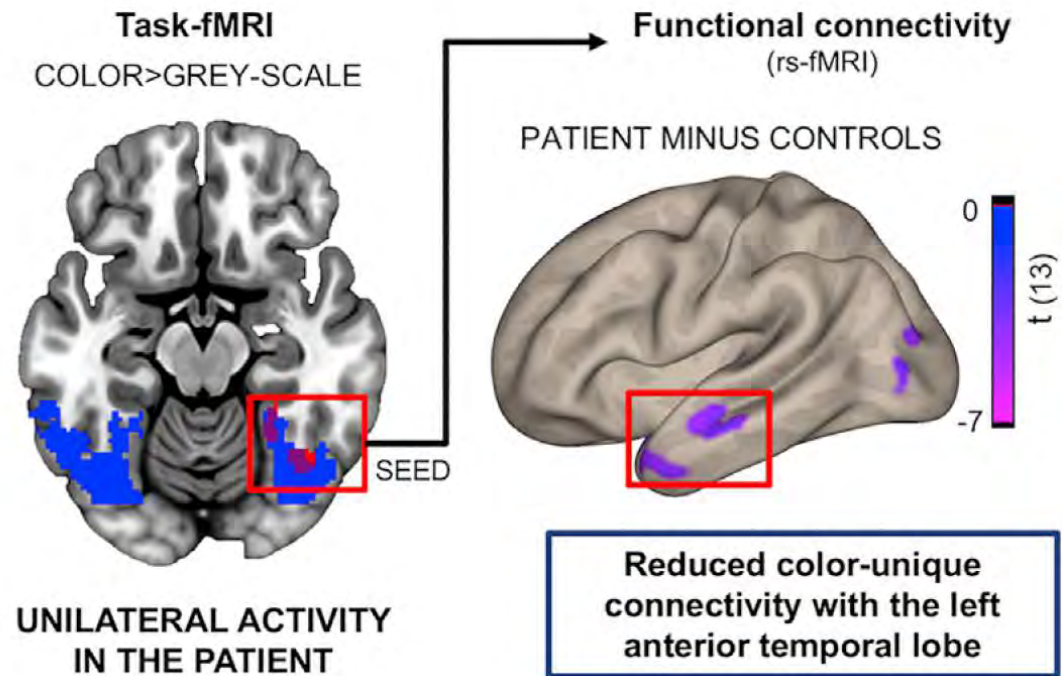 Task-fMRI
COLOR>GREY-SCALE
SEED
UNILATERAL ACTIVITY
IN THE PATIENT
Functional connectivity
(rs-fMRI)
PATIENT MINUS CONTROLS
0
-7
t (13)
Reduced color-unique
connectivity with the left
anterior temporal lobe